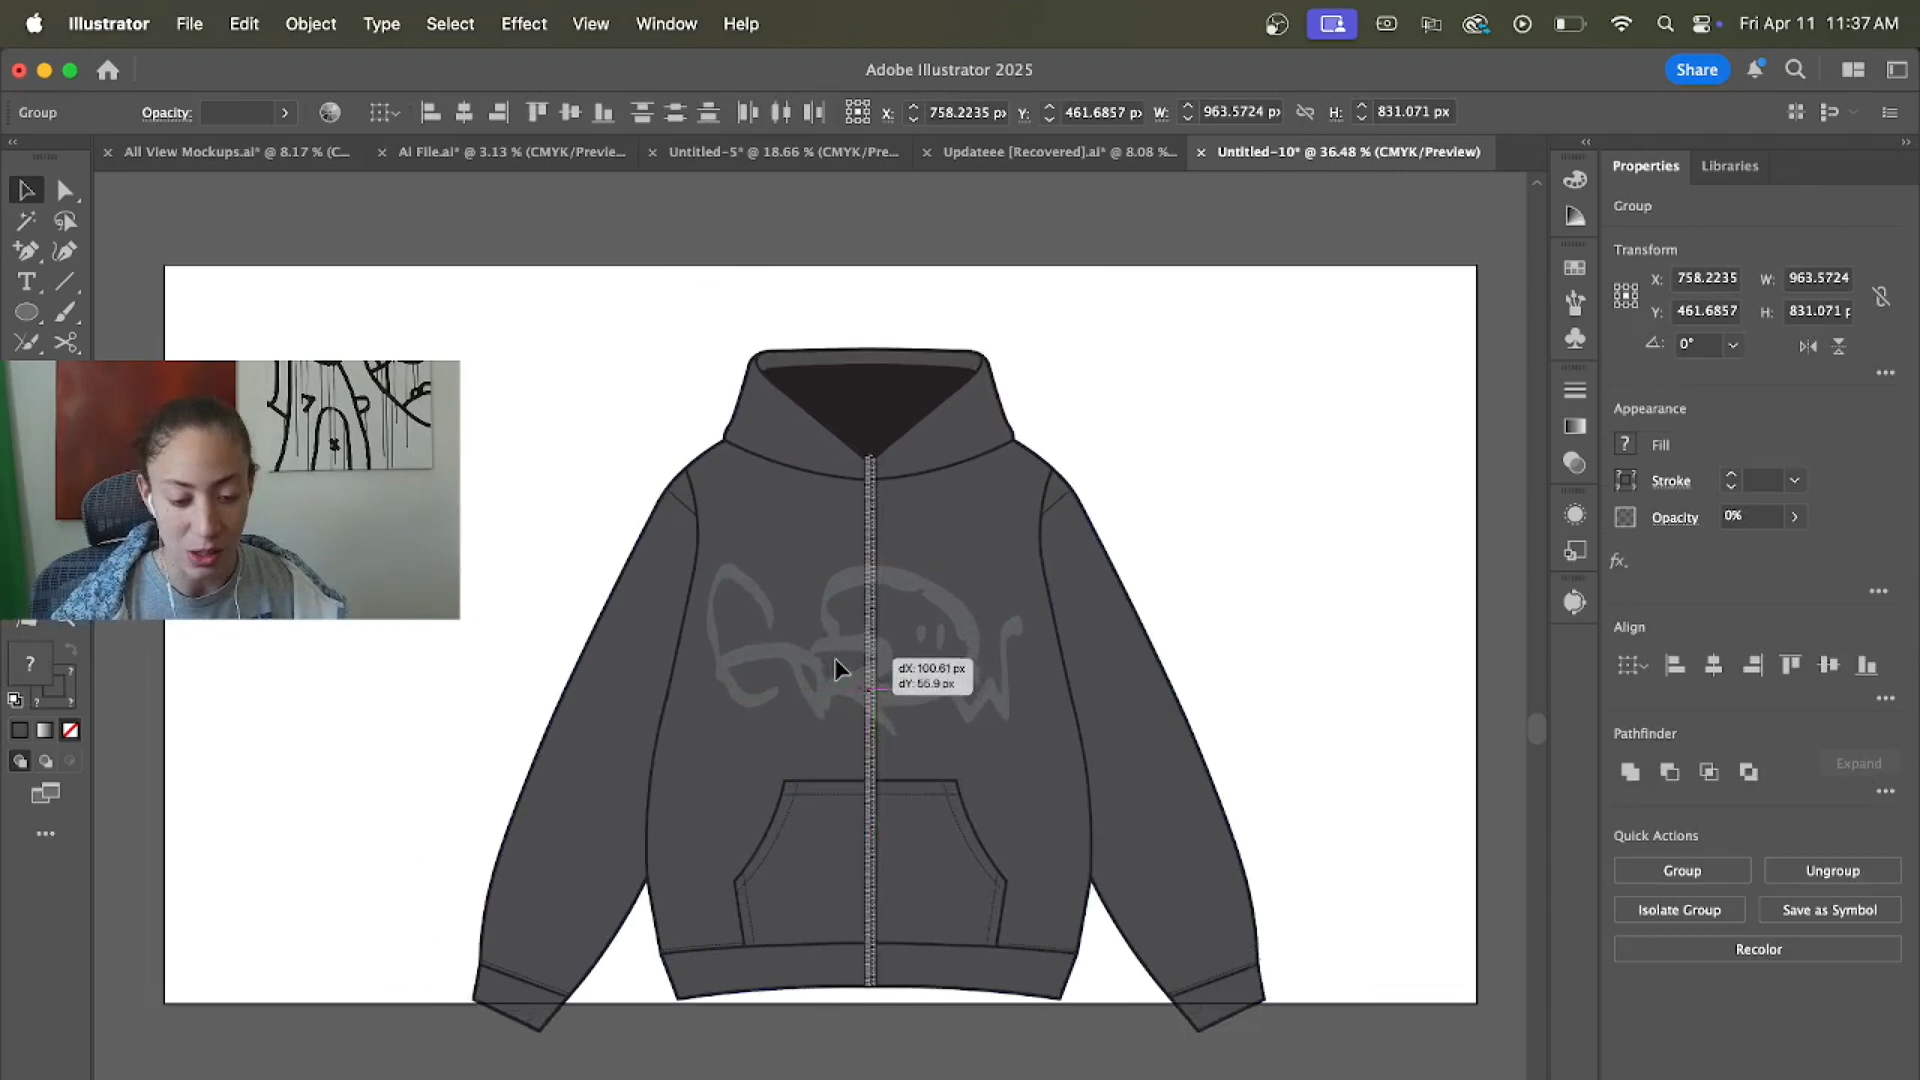 Illustrator File Edit Object Type Select Effect View Window Help Fri Apr 11 11:37 AM
Adobe Illustrator 2025 Share
Group Opacity: X: 758.2235 px Y: 461.6857 px W: 963.5724 px H: 831.071 px
All View Mockups.ai* @ 8.17 % (C... Ai File.ai* @ 3.13 % (CMYK/Previe... Untitled-5* @ 18.66 % (CMYK/Pre... Updateee [Recovered].ai* @ 8.08 %... Untitled-10* @ 36.48 % (CMYK/Preview)
Properties Libraries
Group
Transform
X: 758.2235 W: 963.5724
Y: 461.6857 H: 831.071 p
0°
Appearance
? Fill
Stroke
Opacity 0%
fx.
Align
dX: 100.61 px
dY: 55.9 px
Pathfinder
Expand
Quick Actions
Group Ungroup
Isolate Group Save as Symbol
Recolor